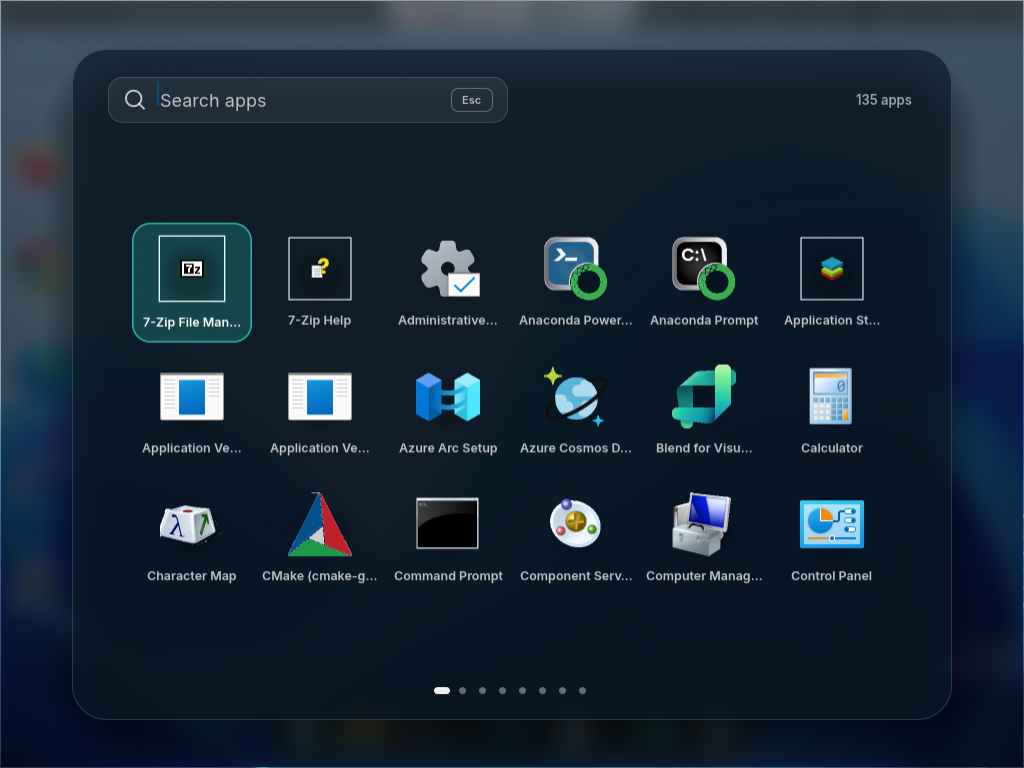 Search apps
Esc
135 apps
7-Zip File Man...
7-Zip Help
Administrative...
Anaconda Power...
Anaconda Prompt
Application St...
Application Ve...
Application Ve...
Azure Arc Setup
Azure Cosmos D...
Blend for Visu...
Calculator
Character Map
CMake (cmake-g...
Command Prompt
Component Serv...
Computer Manag...
Control Panel